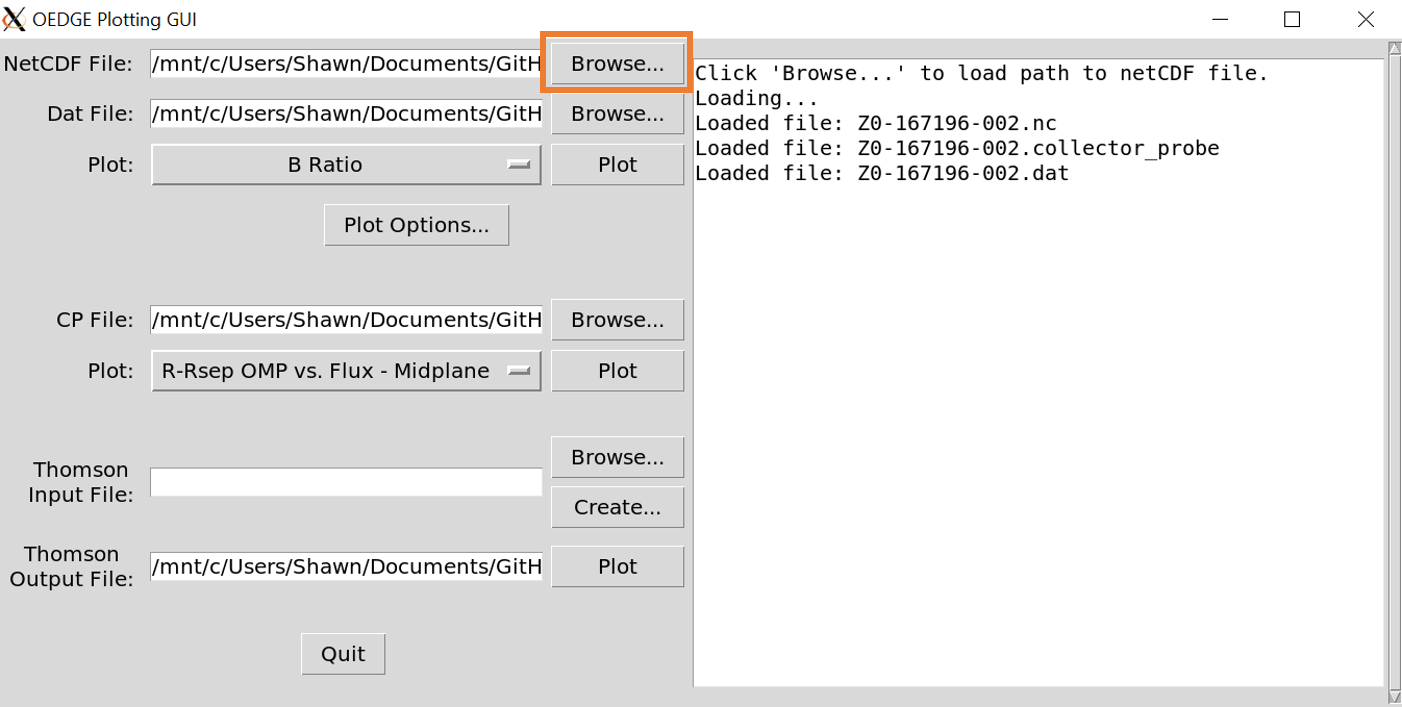 OEDGE Plotting GUI
NetCDF File: /mnt/c/Users/Shawn/Documents/GitH Browse...
Dat File: /mnt/c/Users/Shawn/Documents/GitH Browse...
Plot: B Ratio Plot
Plot Options...
CP File: /mnt/c/Users/Shawn/Documents/GitH Browse...
Plot: R-Rsep OMP vs. Flux - Midplane Plot
Thomson
Input File:
Browse...
Create...
Thomson
Output File: /mnt/c/Users/Shawn/Documents/GitH Plot
Quit
Click 'Browse...' to load path to netCDF file.
Loading...
Loaded file: Z0-167196-002.nc
Loaded file: Z0-167196-002.collector_probe
Loaded file: Z0-167196-002.dat